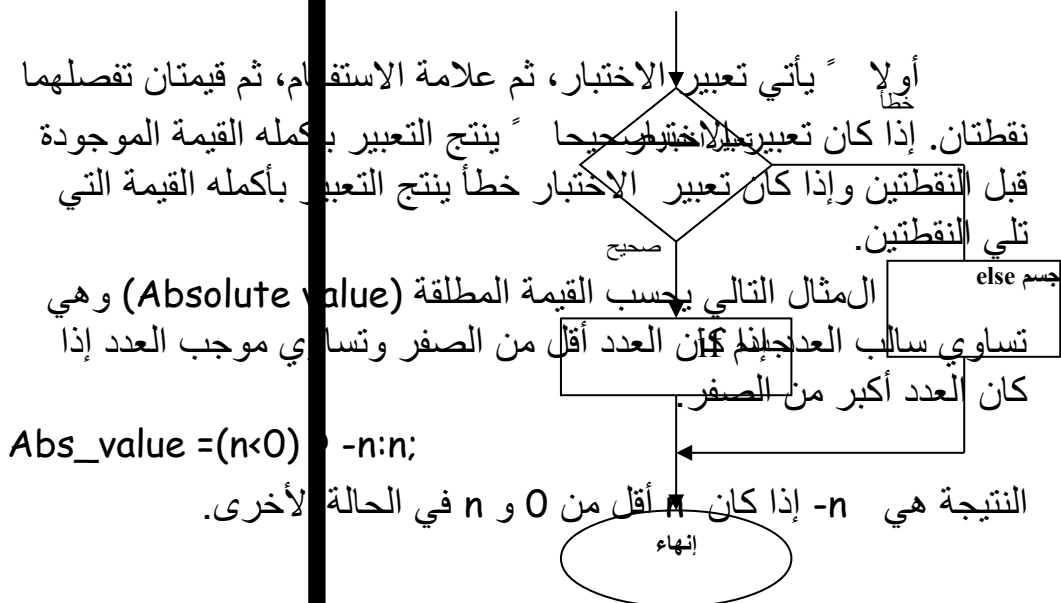 أولاً يأتي تعبير الاختبار، ثم علامة الاستفهام، ثم قيمتان تفصلهما
خطأ
نقطتان. إذا كان تعبير الاختبار صحيحاً ينتج التعبير بأكمله القيمة الموجودة
تعبير الاختبار
قبل النقطتين وإذا كان تعبير الاختبار خطأ ينتج التعبير بأكمله القيمة التي
تلي النقطتين.
صحيح
المثال التالي يحسب القيمة المطلقة (Absolute value) وهي
جسم else
تساوي سالب العدد إذا كان العدد أقل من الصفر وتساوي موجب العدد إذا
جسم if
كان العدد أكبر من الصفر.
Abs_value =(n<0) ? -n:n;
النتيجة هي n- إذا كان n أقل من 0 و n في الحالة الأخرى.
إنهاء